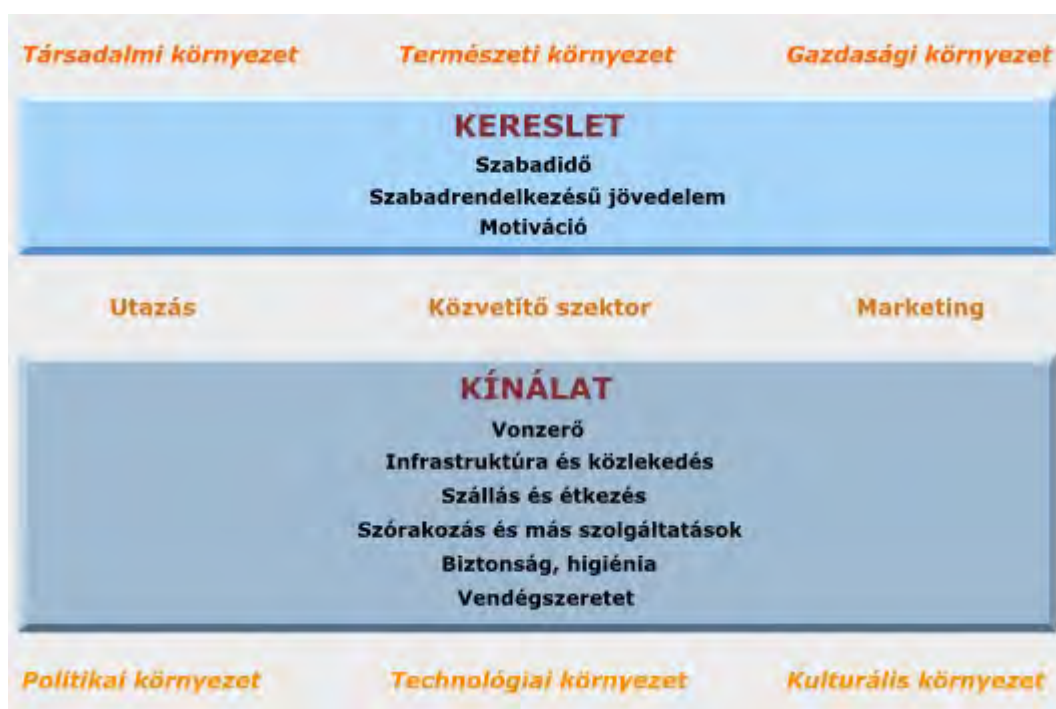 Társadalmi környezet Természeti környezet Gazdasági környezet
KERESLET
Szabadidő
Szabadrendelkezésű jövedelem
Motiváció
Utazás Közvetítő szektor Marketing
KÍNÁLAT
Vonzerő
Infrastruktúra és közlekedés
Szállás és étkezés
Szórakozás és más szolgáltatások
Biztonság, higiénia
Vendégszeretet
Politikai környezet Technológiai környezet Kulturális környezet